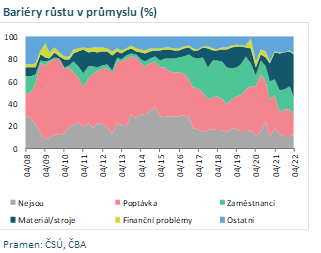 Bariéry růstu v průmyslu (%)
100
80
60
40
20
0
04/08
04/09
04/10
04/11
04/12
04/13
04/14
04/15
04/16
04/17
04/18
04/19
04/20
04/21
04/22
Nejsou
Poptávka
Zaměstnanci
Materiál/stroje
Finanční problémy
Ostatní
Pramen: ČSÚ, ČBA